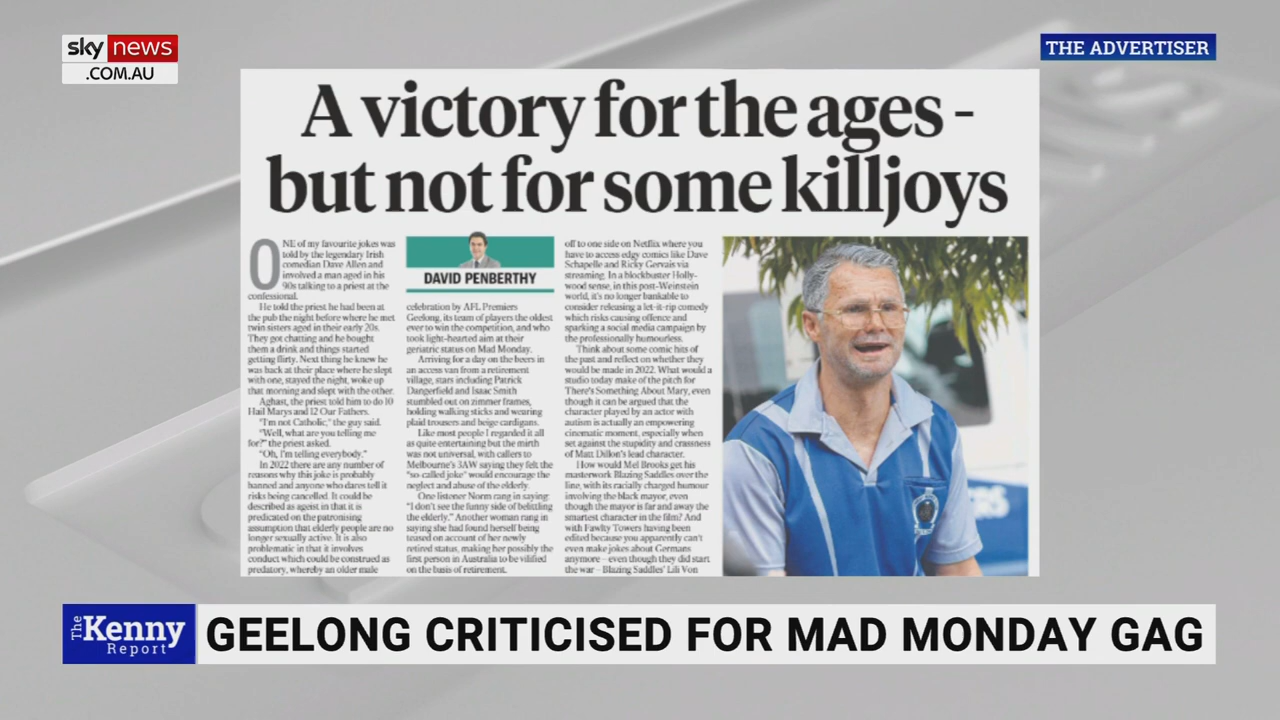 sky news
.COM.AU
THE ADVERTISER
A victory for the ages -
but not for some killjoys
ONE of my favourite jokes was
told by the legendary Irish
comedian Dave Allen and
involved a man aged in his
90s talking to a priest at the
confessional.
He told the priest he had been at
the pub the night before where he met
twin sisters aged in their early 20s.
They got chatting and he bought
them a drink and things started
getting flirty. Next thing he knew he
was back at their place where he slept
with one, stayed the night, woke up
that morning and slept with the other.
Aghast, the priest told him to do 10
Hail Marys and 12 Our Fathers.
"I'm not Catholic," the guy said.
"Well, what are you telling me
for?" the priest asked.
"Oh, I'm telling everybody."
In 2022 there are any number of
reasons why this joke is probably
banned and anyone who dares tell it
risks being cancelled. It could be
described as ageist in that it is
predicated on the patronising
assumption that elderly people are no
longer sexually active. It is also
problematic in that it involves
conduct which could be construed as
predatory, whereby an older male
DAVID PENBERTHY
celebration by AFL Premiers
Geelong, its team of players the oldest
ever to win the competition, and who
took light-hearted aim at their
geriatric status on Mad Monday.
Arriving for a day on the beers in
an access van from a retirement
village, stars including Patrick
Dangerfield and Isaac Smith
stumbled out on zimmer frames,
holding walking sticks and wearing
plaid trousers and beige cardigans.
Like most people I regarded it all
as quite entertaining but the mirth
was not universal, with callers to
Melbourne's 3AW saying they felt the
"so-called joke" would encourage the
neglect and abuse of the elderly.
One listener Norm rang in saying:
"I don't see the funny side of belittling
the elderly." Another woman rang in
saying she had found herself being
teased on account of her newly
retired status, making her possibly the
first person in Australia to be vilified
on the basis of retirement.
off to one side on Netflix where you
have to access edgy comics like Dave
Schapelle and Ricky Gervais via
streaming. In a blockbuster Holly-
wood sense, in this post-Weinstein
world, it's no longer bankable to
consider releasing a let-it-rip comedy
which risks causing offence and
sparking a social media campaign by
the professionally humourless.
Think about some comic hits of
the past and reflect on whether they
would be made in 2022. What would a
studio today make of the pitch for
There's Something About Mary, even
though it can be argued that the
character played by an actor with
autism is actually an empowering
cinematic moment, especially when
set against the stupidity and crassness
of Matt Dillon's lead character.
How would Mel Brooks get his
masterwork Blazing Saddles over the
line, with its racially charged humour
involving the black mayor, even
though the mayor is far and away the
smartest character in the film? And
with Fawlty Towers having been
edited because you apparently can't
even make jokes about Germans
anymore – even though they did start
the war – Blazing Saddles' Lili Von
The Kenny Report
GEELONG CRITICISED FOR MAD MONDAY GAG